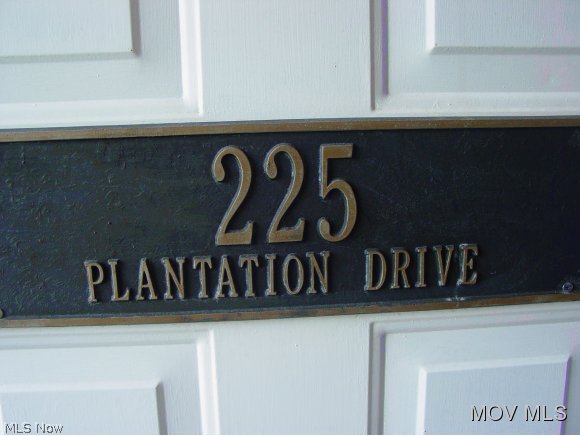 225
PLANTATION DRIVE
MLS Now
MOV MLS